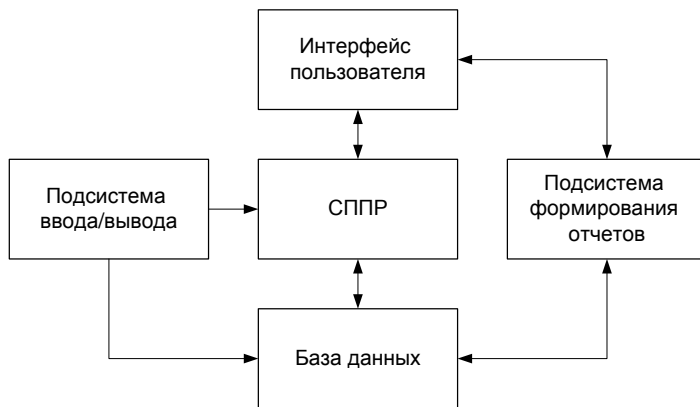 Интерфейс
пользователя
Подсистема
ввода/вывода
СППР
Подсистема
формирования
отчетов
База данных